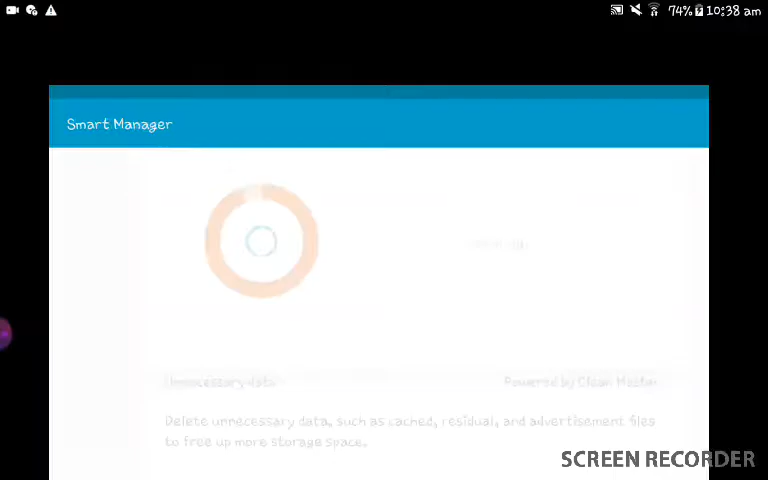 74% 10:38 am
Smart Manager
Unnecessary data
Powered by Clean Master
Delete unnecessary data, such as cached, residual, and advertisement files
to free up more storage space.
SCREEN RECORDER